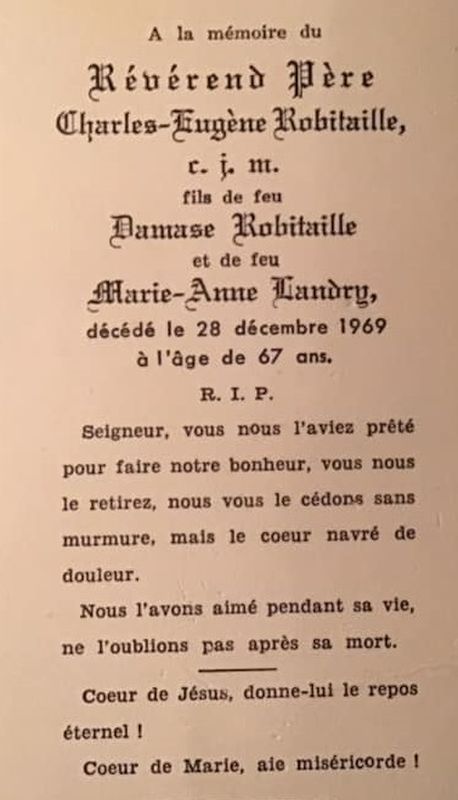 A la mémoire du
Révérend Père
Charles-Eugène Robitaille,
c. j. m.
fils de feu
Damase Robitaille
et de feu
Marie-Anne Landry,
décédé le 28 décembre 1969
à l'âge de 67 ans.
R. I. P.
Seigneur, vous nous l'aviez prêté
pour faire notre bonheur, vous nous
le retirez, nous vous le cédons sans
murmure, mais le coeur navré de
douleur.
Nous l'avons aimé pendant sa vie,
ne l'oublions pas après sa mort.
Coeur de Jésus, donne-lui le repos
éternel !
Coeur de Marie, aie miséricorde !